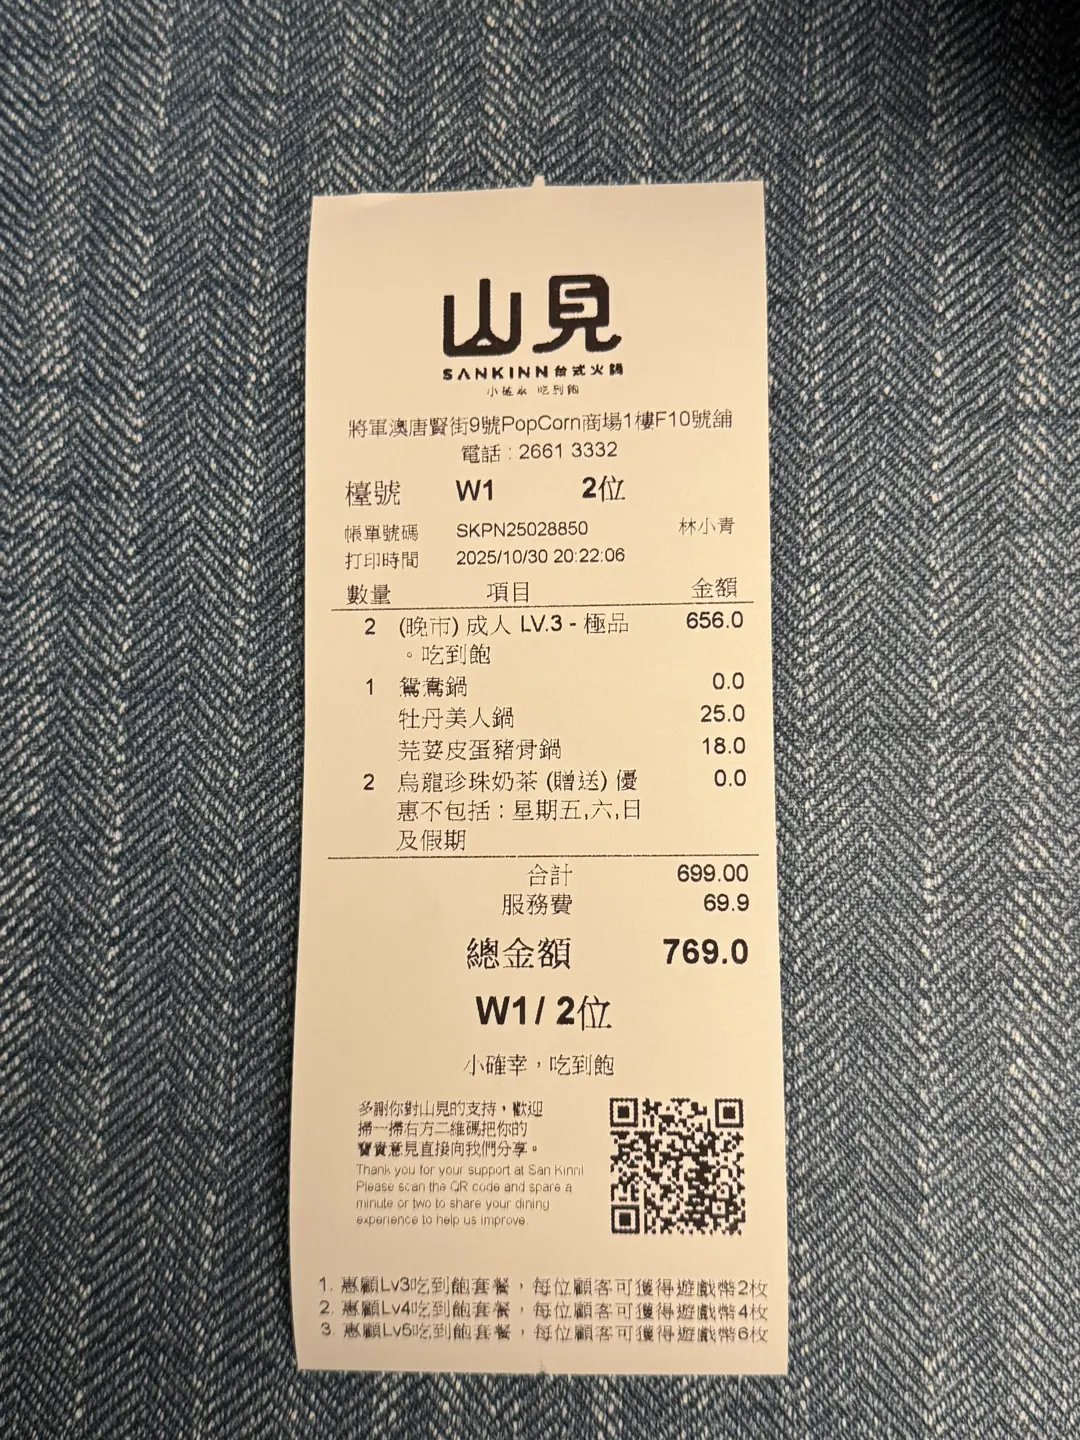 山見
SANKINN 台式火鍋
小確幸 吃到飽
將軍澳唐賢街9號PopCorn商場1樓F10號舖
電話 : 2661 3332
檯號 W1 2位
帳單號碼 SKPN25028850 林小青
打印時間 2025/10/30 20:22:06
數量 項目 金額
2 (晚市) 成人 LV.3 - 極品 656.0
。吃到飽
1 鴛鴦鍋 0.0
牡丹美人鍋 25.0
芫荽皮蛋豬骨鍋 18.0
2 烏龍珍珠奶茶 (贈送) 優 0.0
惠不包括 : 星期五,六,日
及假期
合計 699.00
服務費 69.9
總金額 769.0
W1/ 2位
小確幸，吃到飽
多謝你對山見的支持，歡迎
掃一掃右方二維碼把你的
寶貴意見直接向我們分享。
Thank you for your support at San Kinn!
Please scan the QR code and spare a
minute or two to share your dining
experience to help us improve.
1. 惠顧Lv3吃到飽套餐，每位顧客可獲得遊戲幣2枚
2. 惠顧Lv4吃到飽套餐，每位顧客可獲得遊戲幣4枚
3. 惠顧Lv5吃到飽套餐，每位顧客可獲得遊戲幣6枚